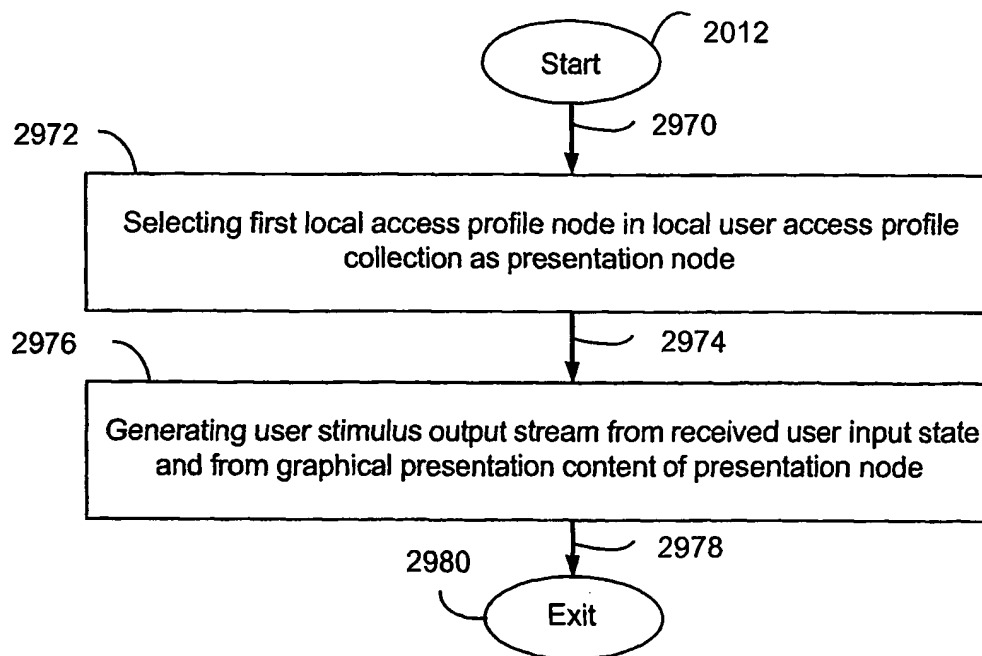 2012
Start
2970
2972
Selecting first local access profile node in local user access profile
collection as presentation node
2974
2976
Generating user stimulus output stream from received user input state
and from graphical presentation content of presentation node
2978
2980
Exit